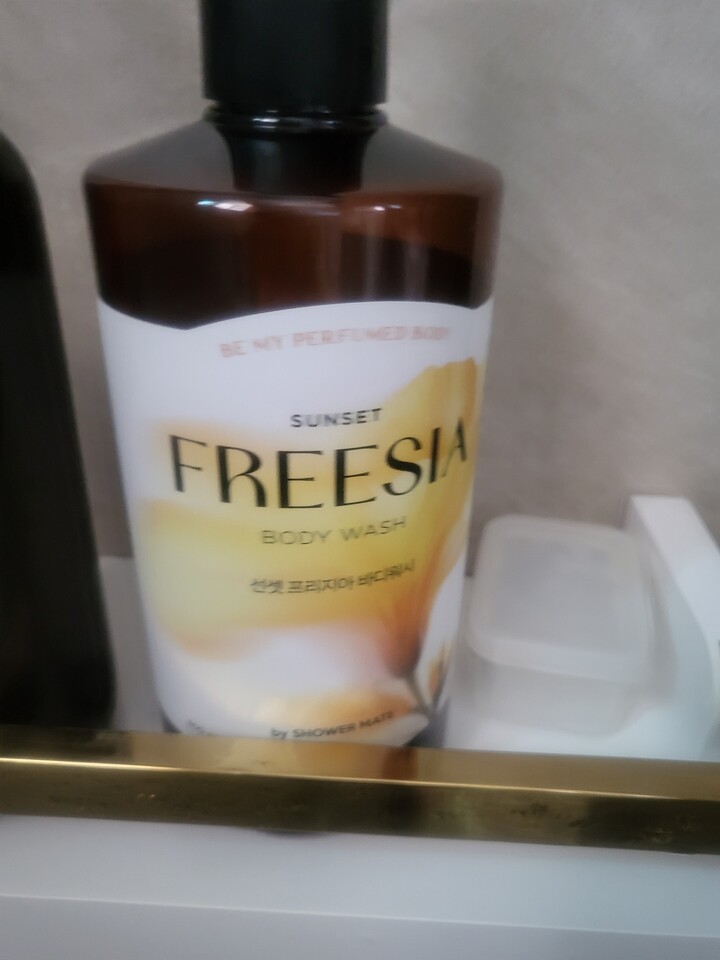 BE MY PERFUMED BODY
SUNSET
FREESIA
BODY WASH
선셋 프리지아 바디워시
by SHOWER MATE